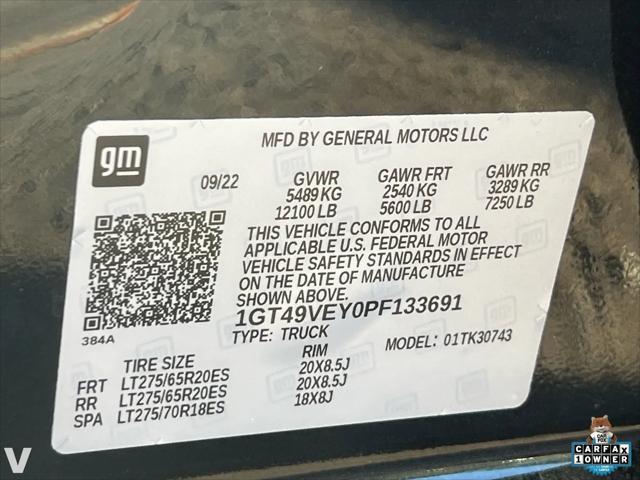 gm
MFD BY GENERAL MOTORS LLC
09/22 GVWR GAWR FRT GAWR RR
5489 KG 2540 KG 3289 KG
12100 LB 5600 LB 7250 LB
THIS VEHICLE CONFORMS TO ALL
APPLICABLE U.S. FEDERAL MOTOR
VEHICLE SAFETY STANDARDS IN EFFECT
ON THE DATE OF MANUFACTURE
SHOWN ABOVE.
1GT49VEY0PF133691
384A
TYPE: TRUCK MODEL: 01TK30743
TIRE SIZE RIM
FRT LT275/65R20ES 20X8.5J
RR LT275/65R20ES 20X8.5J
SPA LT275/70R18ES 18X8J
V
CARFAX
1 OWNER